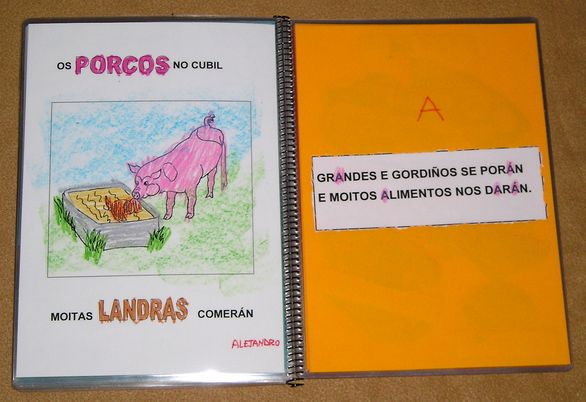 OS PORCOS NO CUBIL
MOITAS LANDRAS COMERÁN
ALEJANDRO
A
GRANDES E GORDIÑOS SE PORÁN
E MOITOS ALIMENTOS NOS DARÁN.